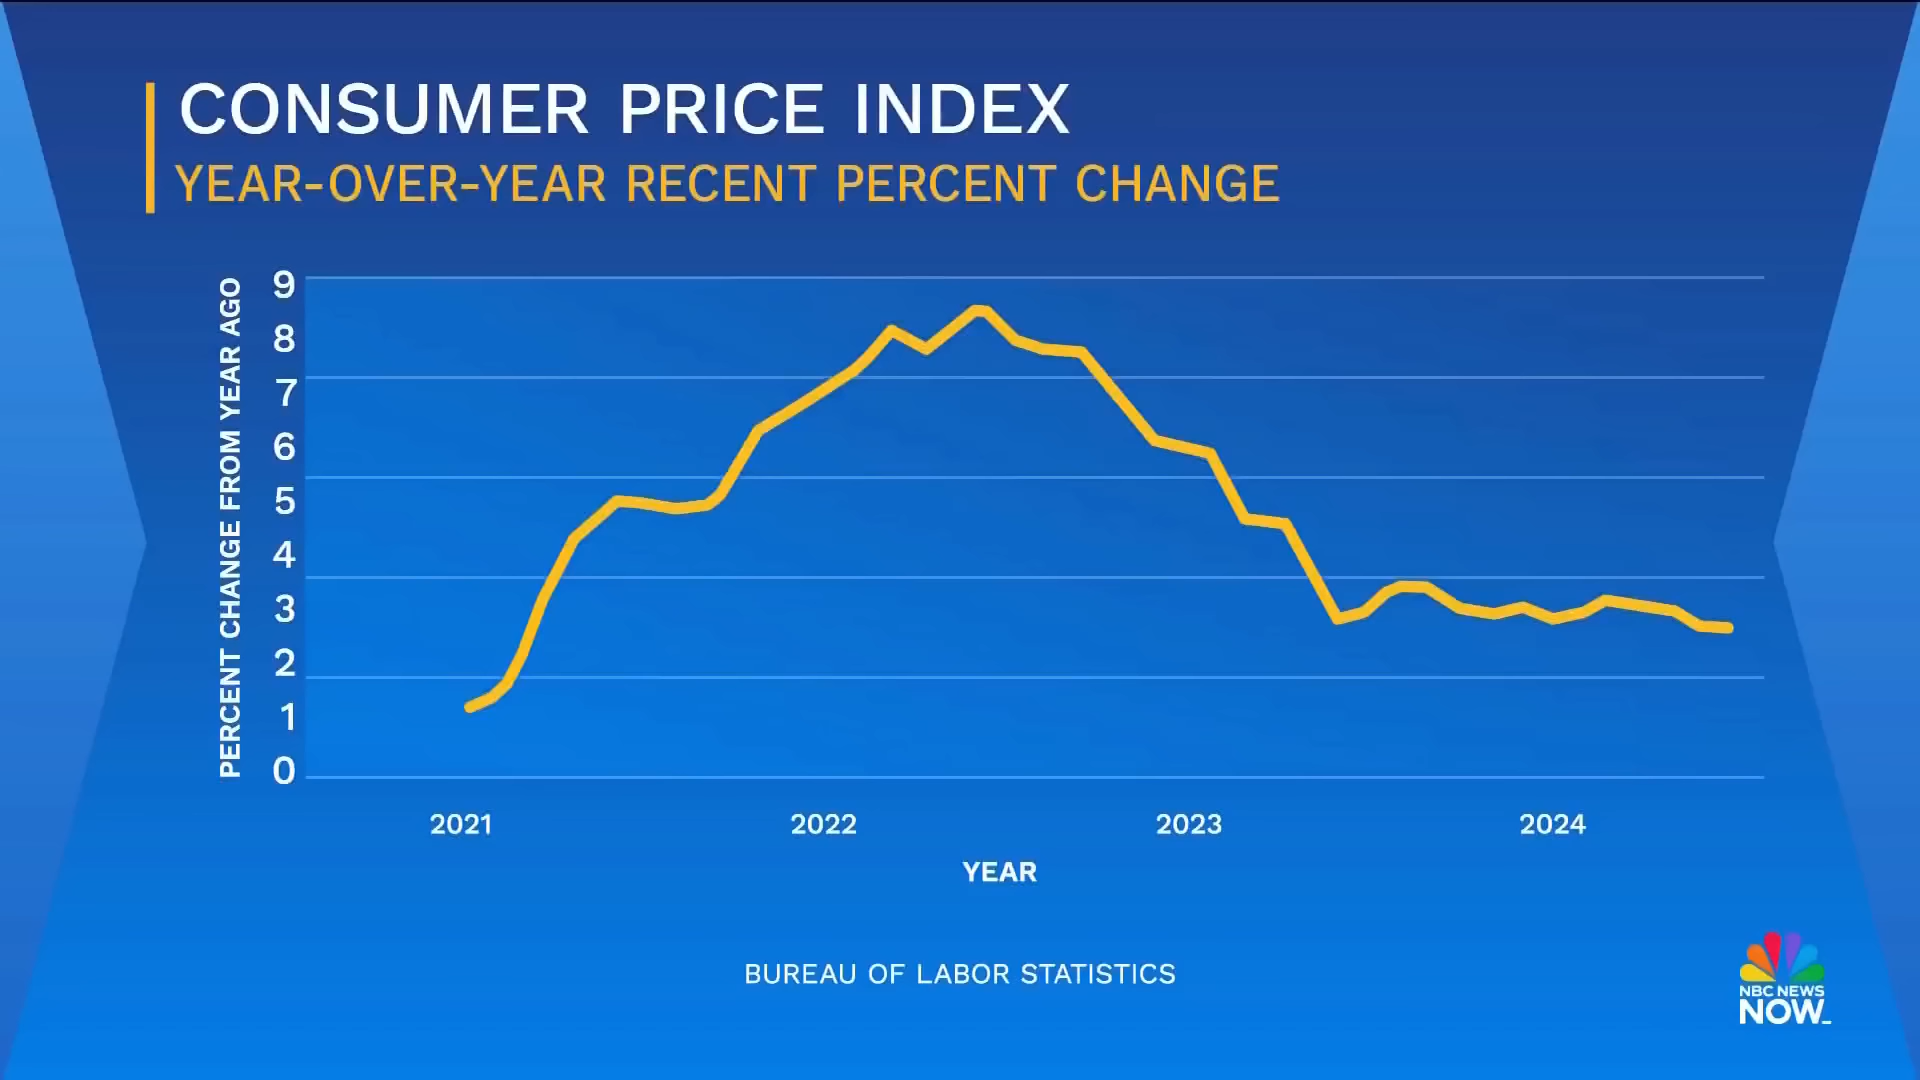 CONSUMER PRICE INDEX
YEAR-OVER-YEAR RECENT PERCENT CHANGE
PERCENT CHANGE FROM YEAR AGO
9
8
7
6
5
4
3
2
1
0
2021 2022 2023 2024
YEAR
BUREAU OF LABOR STATISTICS
NBC NEWS
NOW